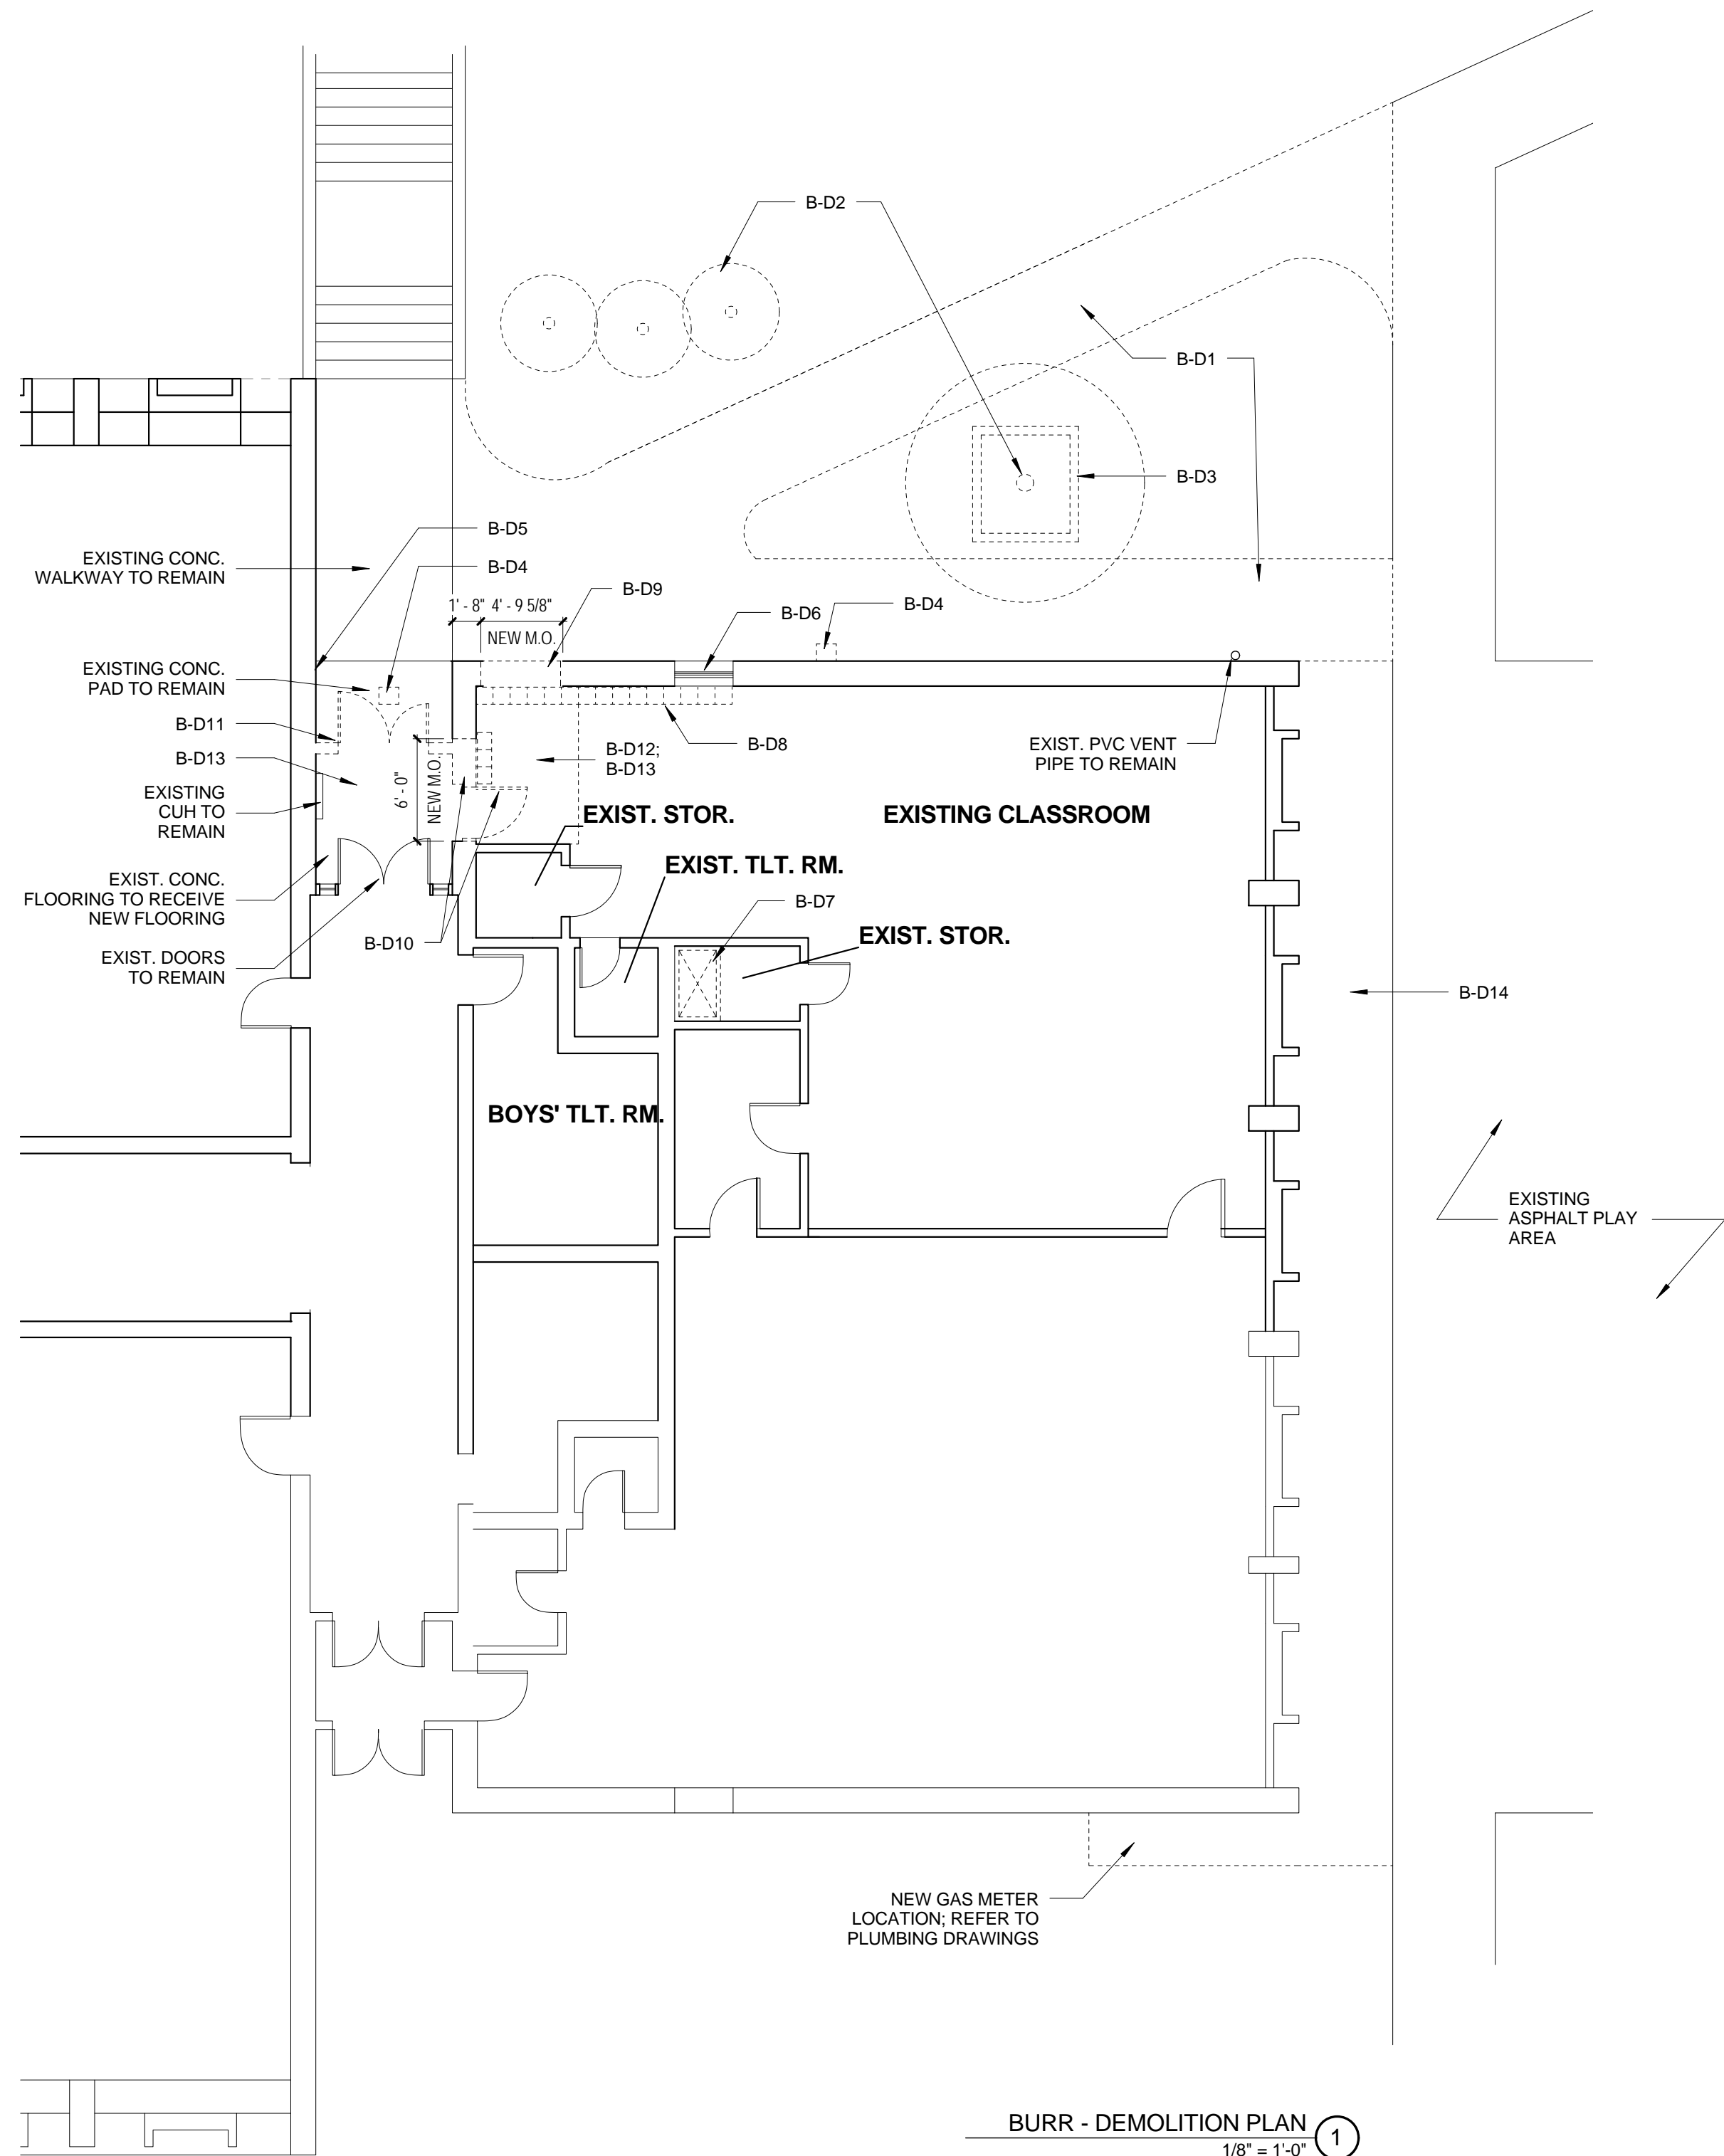 B-D2
B-D1
B-D3
B-D5
EXISTING CONC.
WALKWAY TO REMAIN
B-D4
B-D9
1' - 8" 4' - 9 5/8"
B-D6
B-D4
NEW M.O.
EXISTING CONC.
PAD TO REMAIN
B-D11
B-D12;
B-D13
B-D8
EXIST. PVC VENT
PIPE TO REMAIN
B-D13
6' - 0"
NEW M.O.
EXISTING
CUH TO
REMAIN
EXIST. STOR.
EXISTING CLASSROOM
EXIST. TLT. RM.
EXIST. CONC.
FLOORING TO RECEIVE
NEW FLOORING
B-D7
B-D10
EXIST. STOR.
EXIST. DOORS
TO REMAIN
B-D14
BOYS' TLT. RM.
EXISTING
ASPHALT PLAY
AREA
NEW GAS METER
LOCATION; REFER TO
PLUMBING DRAWINGS
BURR - DEMOLITION PLAN
1
1/8" = 1'-0"